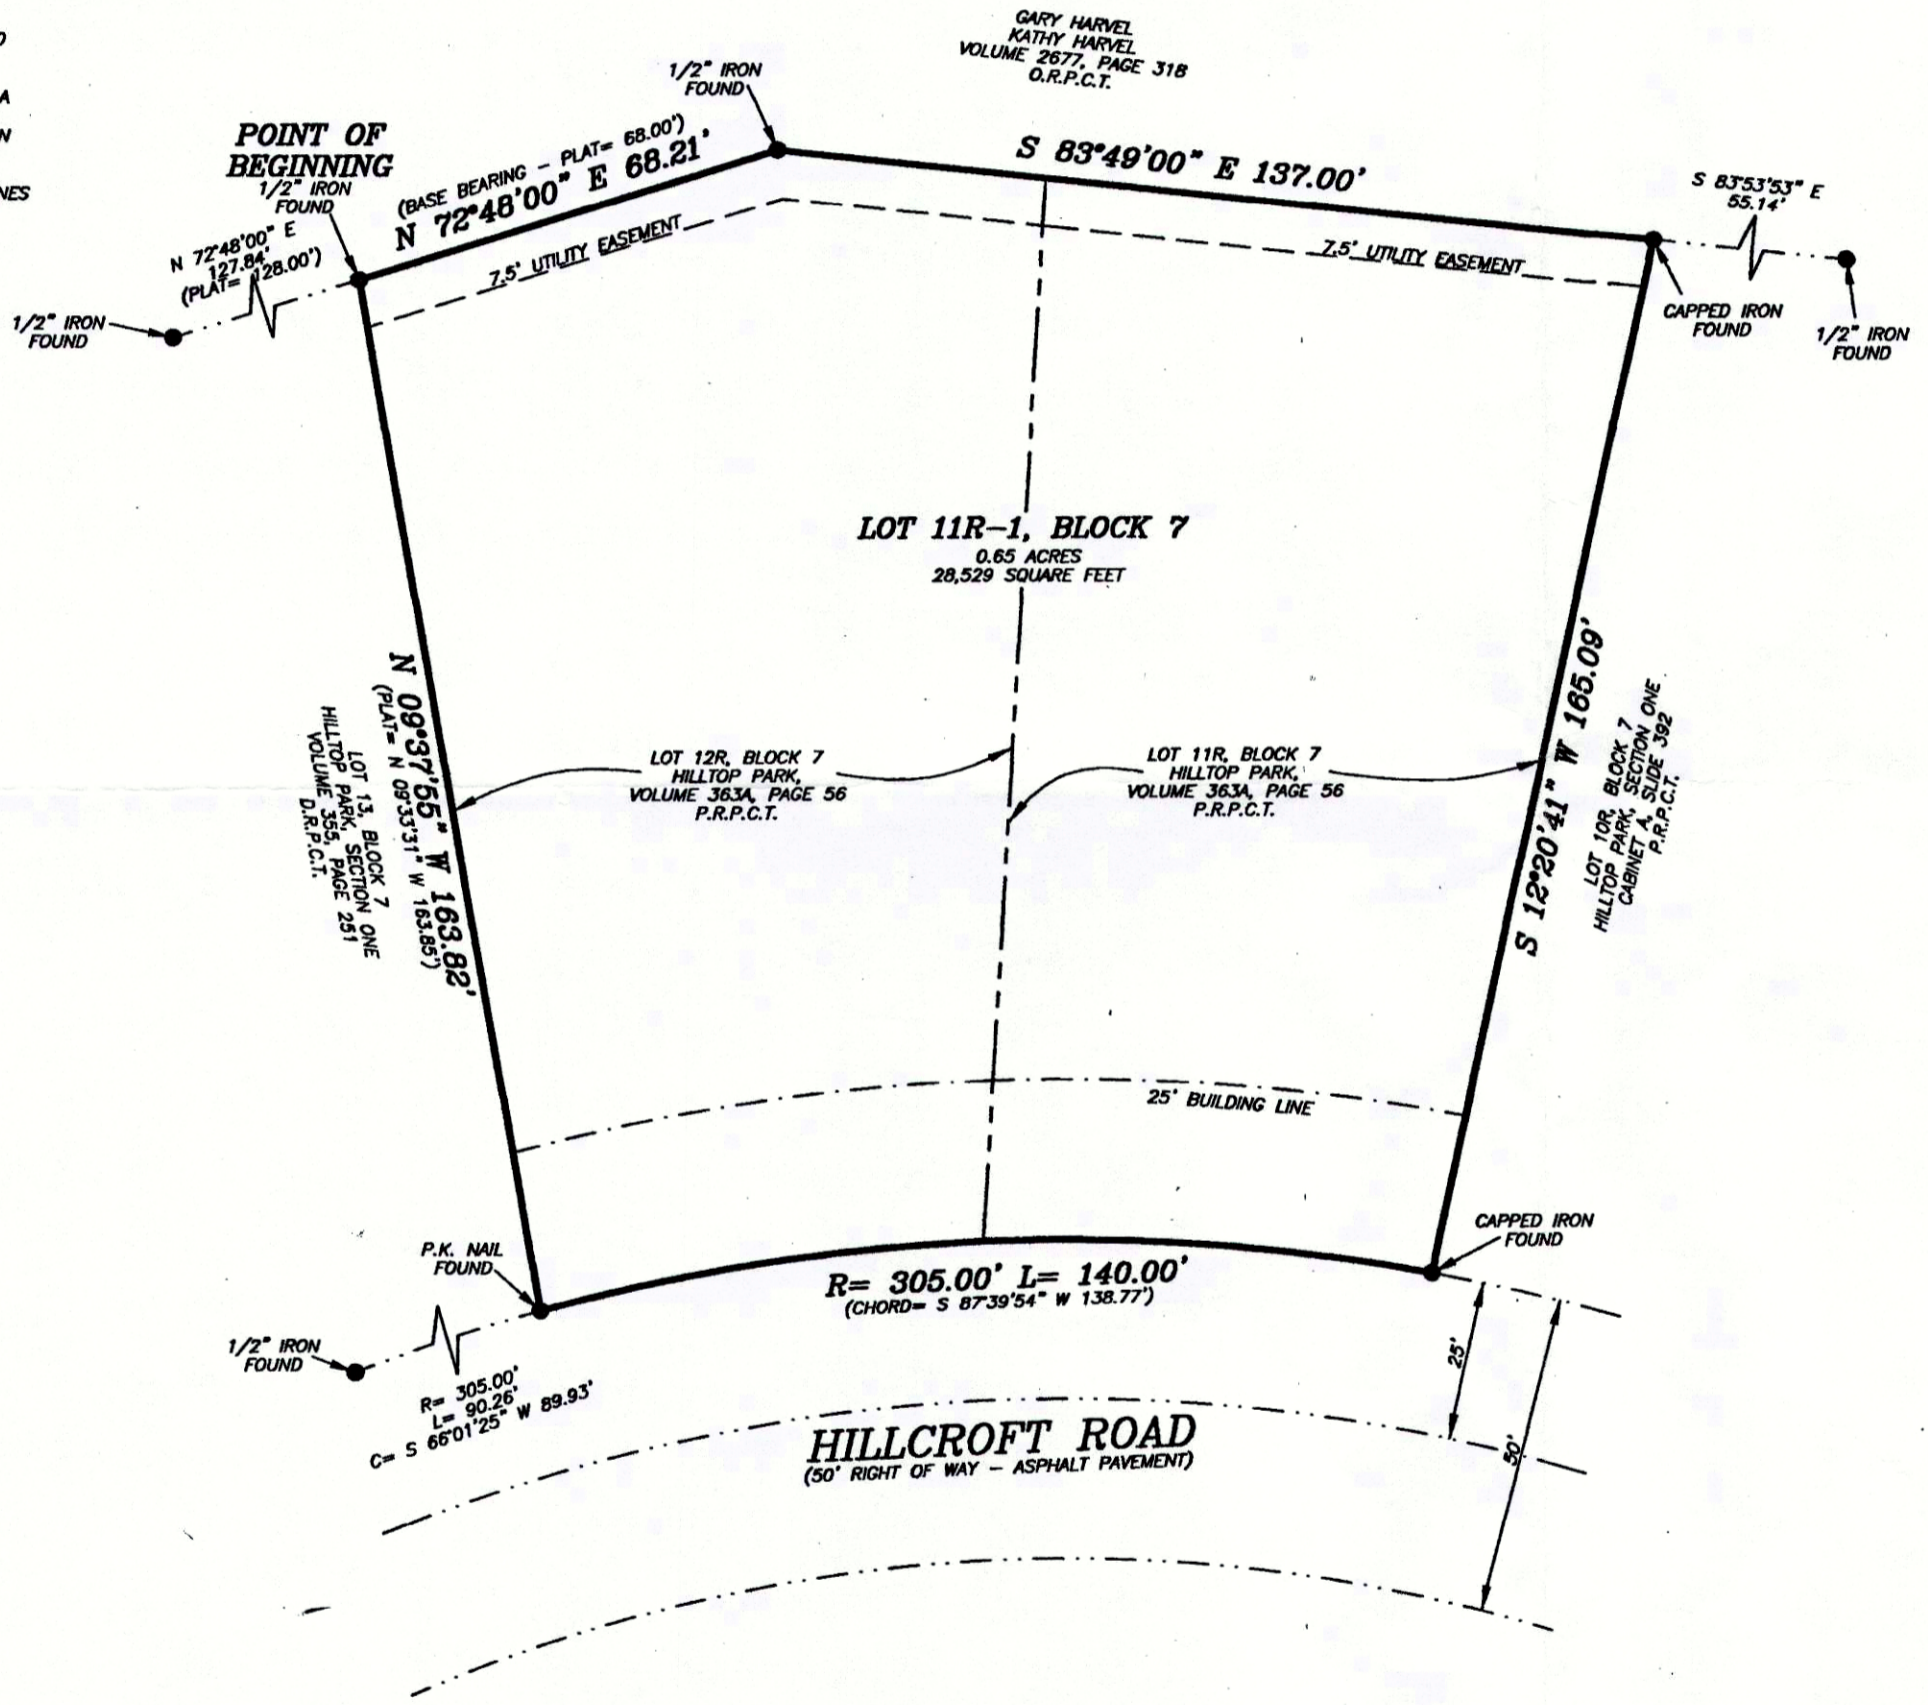 GARY HARVEL
KATHY HARVEL
VOLUME 2677, PAGE 318
O.R.P.C.T.
1/2" IRON
FOUND
POINT OF
BEGINNING
1/2" IRON
FOUND
(BASE BEARING - PLAT= 68.00')
N 72°48'00" E 68.21'
S 83°49'00" E 137.00'
S 83°53'53" E
55.14'
N 72°48'00" E
127.84'
(PLAT= 128.00')
1/2" IRON
FOUND
7.5' UTILITY EASEMENT
7.5' UTILITY EASEMENT
CAPPED IRON
FOUND
1/2" IRON
FOUND
LOT 11R-1, BLOCK 7
0.65 ACRES
28,529 SQUARE FEET
N 09°37'55" W 163.82'
(PLAT= N 09°33'31" W 163.85')
LOT 13, BLOCK 7
HILLTOP PARK, SECTION ONE
VOLUME 355, PAGE 251
D.R.P.C.T.
LOT 12R, BLOCK 7
HILLTOP PARK,
VOLUME 363A, PAGE 56
P.R.P.C.T.
LOT 11R, BLOCK 7
HILLTOP PARK,
VOLUME 363A, PAGE 56
P.R.P.C.T.
S 12°20'41" W 165.09'
LOT 10R, BLOCK 7
HILLTOP PARK, SECTION ONE
CABINET A, SLIDE 392
P.R.P.C.T.
25' BUILDING LINE
P.K. NAIL
FOUND
CAPPED IRON
FOUND
R= 305.00' L= 140.00'
(CHORD= S 87°39'54" W 138.77')
1/2" IRON
FOUND
R= 305.00'
L= 90.26'
C= S 66°01'25" W 89.93'
25'
50'
HILLCROFT ROAD
(50' RIGHT OF WAY - ASPHALT PAVEMENT)